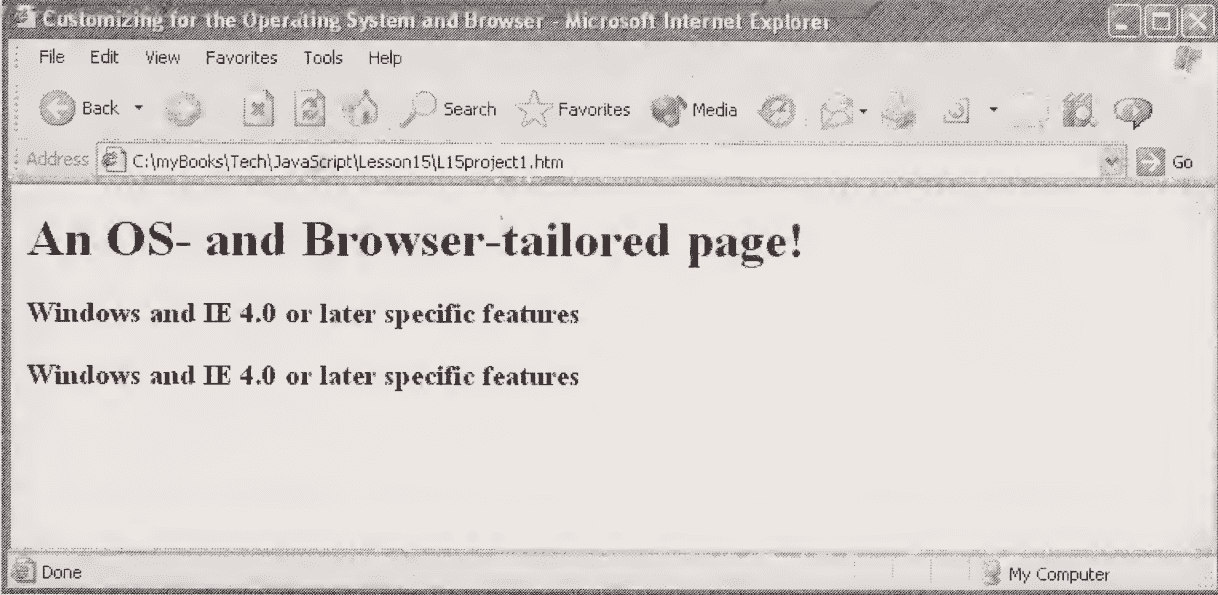 Customizing for the Operating System and Browser - Microsoft Internet Explorer
File Edit View Favorites Tools Help
Back Search Favorites Media
Address C:\myBooks\Tech\JavaScript\Lesson15\L15project1.htm Go
An OS- and Browser-tailored page!
Windows and IE 4.0 or later specific features
Windows and IE 4.0 or later specific features
Done My Computer